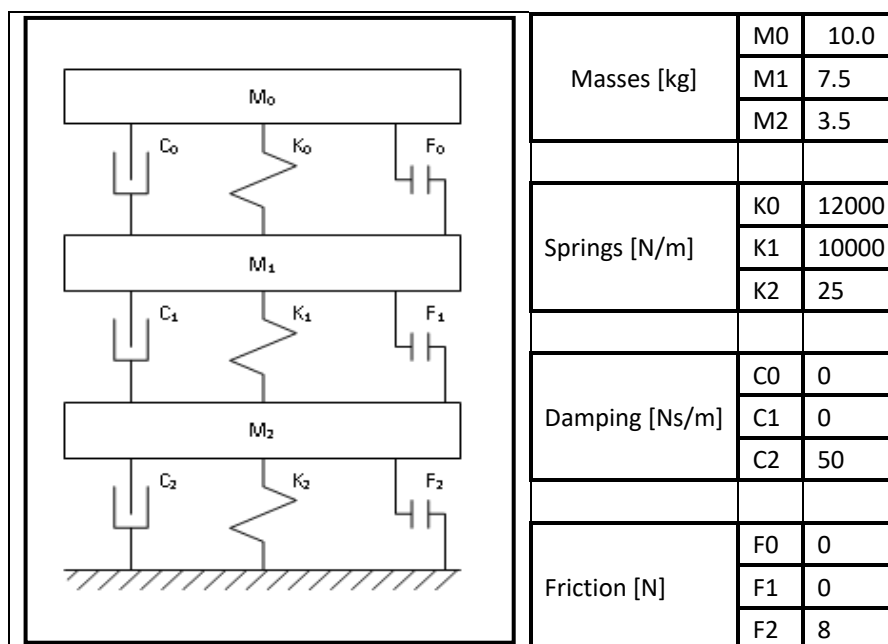 M₀
C₀ K₀ F₀
M₁
C₁ K₁ F₁
M₂
C₂ K₂ F₂
Masses [kg]
M0 10.0
M1 7.5
M2 3.5
Springs [N/m]
K0 12000
K1 10000
K2 25
Damping [Ns/m]
C0 0
C1 0
C2 50
Friction [N]
F0 0
F1 0
F2 8